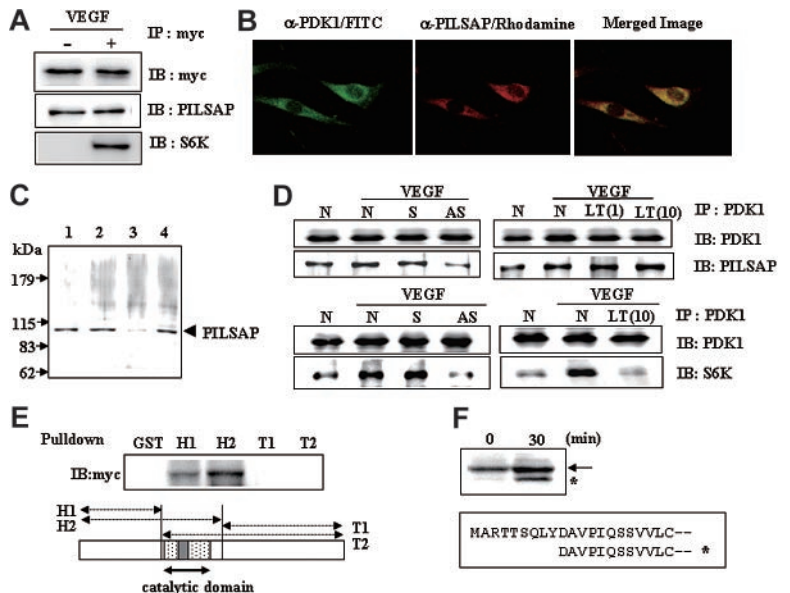 A
VEGF
- +
IP : myc
IB : myc
IB : PILSAP
IB : S6K
B
α-PDK1/FITC α-PILSAP/Rhodamine Merged Image
C
1 2 3 4
kDa
179
115
83
62
PILSAP
D
VEGF
N N S AS
VEGF
N N LT(1) LT(10)
IP : PDK1
IB: PDK1
IB: PILSAP
VEGF
N N S AS
VEGF
N N LT(10)
IP : PDK1
IB: PDK1
IB: S6K
E
Pulldown GST H1 H2 T1 T2
IB:myc
H1
H2
T1
T2
catalytic domain
F
0 30 (min)
*
MARTTSQLYDAVPIQSSVVLC--
DAVPIQSSVVLC-- *